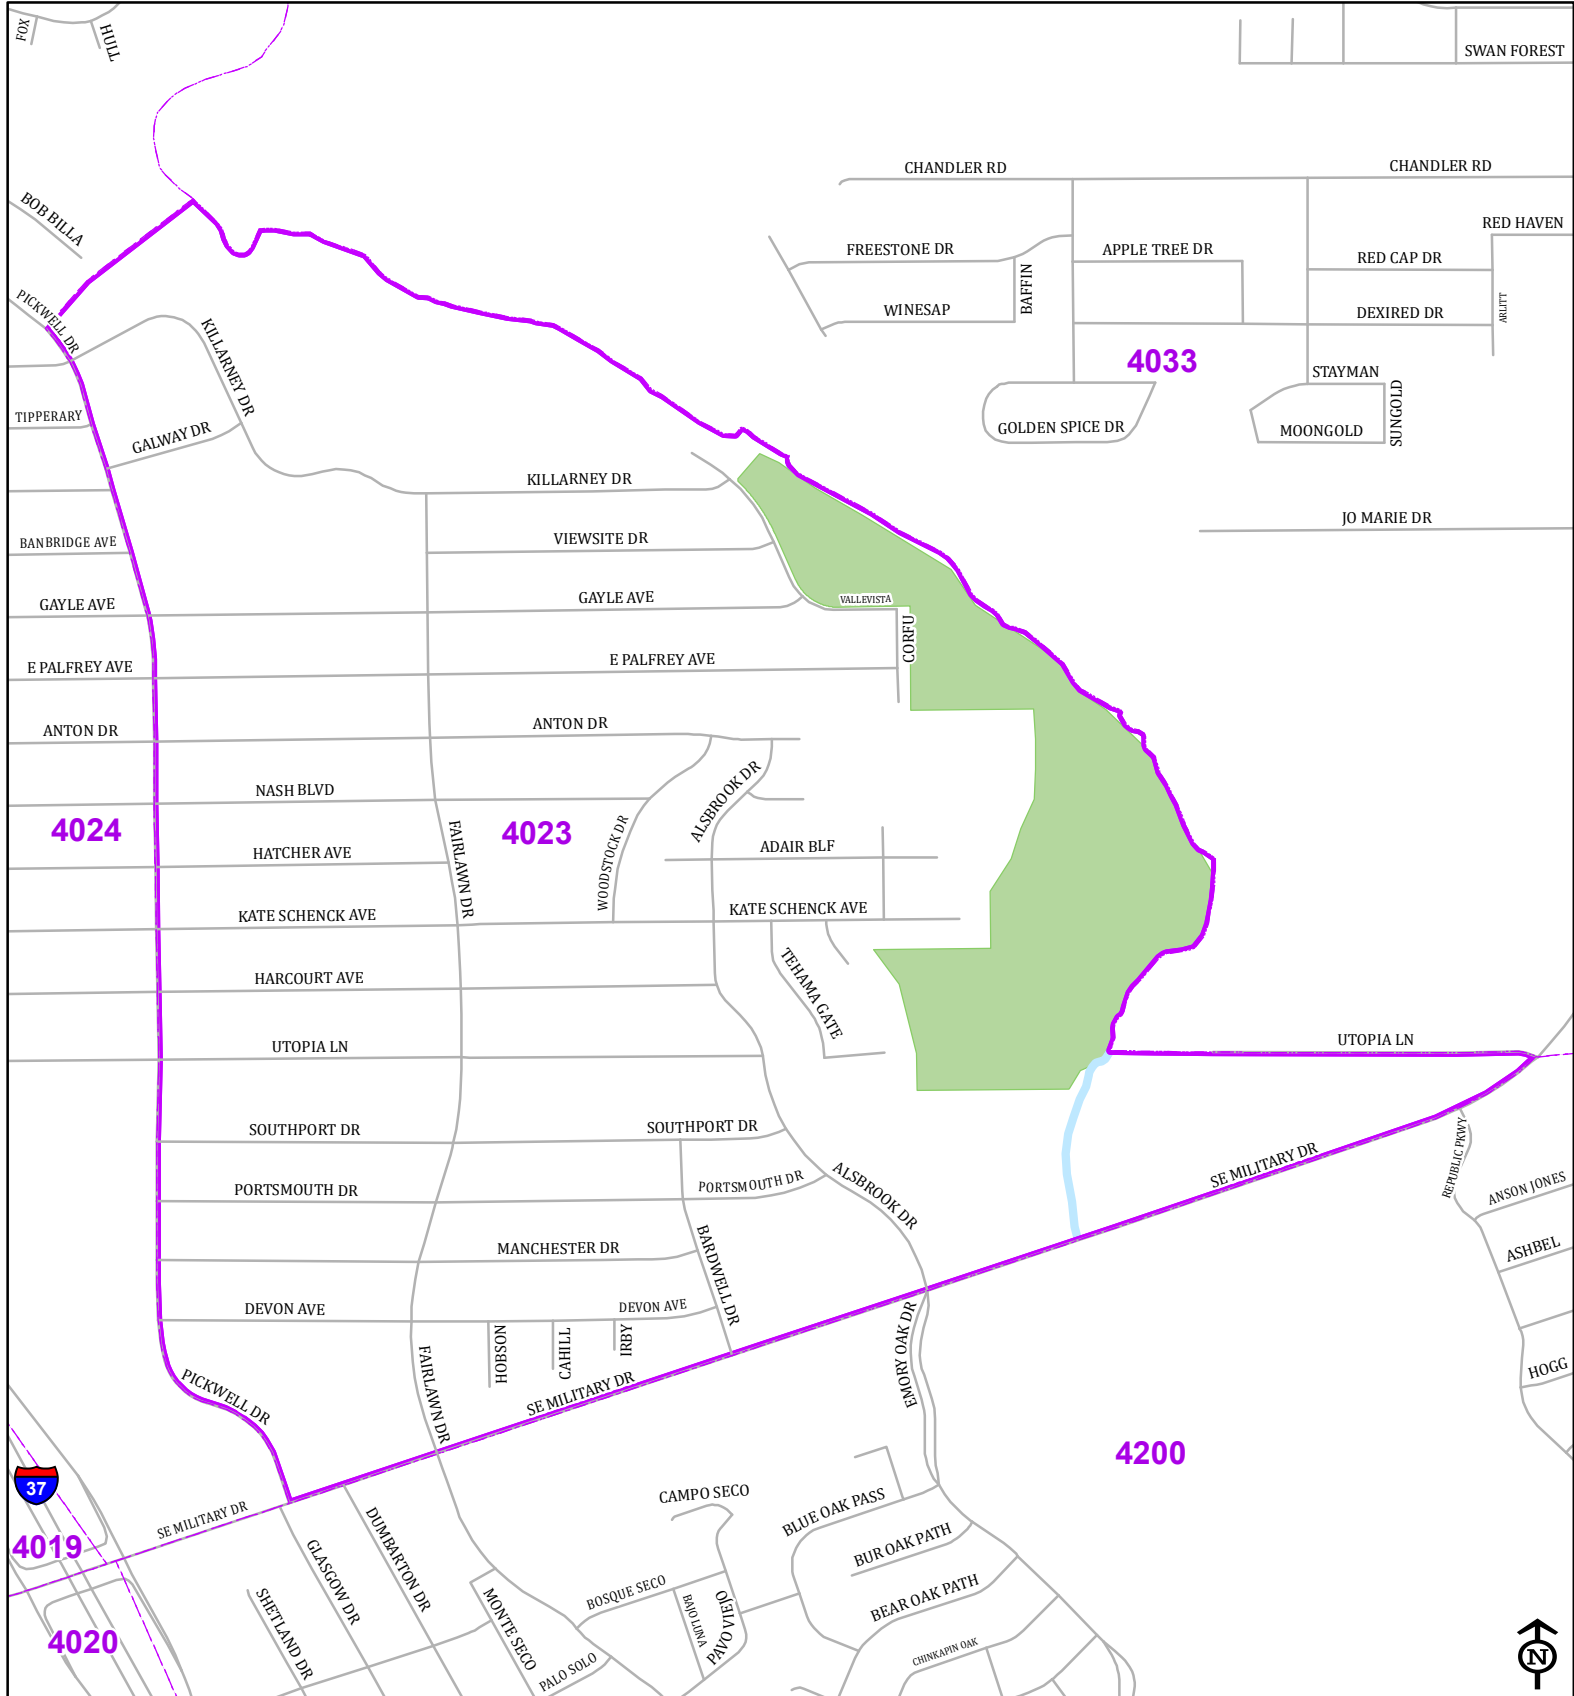 FOX
HULL
SWAN FOREST
CHANDLER RD
CHANDLER RD
BOB BILLA
RED HAVEN
FREESTONE DR
APPLE TREE DR
RED CAP DR
BAFFIN
ARLITT
WINESAP
DEXIRED DR
PICKWELL DR
KILLARNEY DR
4033
STAYMAN
SUNGOLD
TIPPERARY
GALWAY DR
GOLDEN SPICE DR
MOONGOLD
KILLARNEY DR
JO MARIE DR
BANBRIDGE AVE
VIEWSITE DR
GAYLE AVE
GAYLE AVE
VALLEVISTA
CORFU
E PALFREY AVE
E PALFREY AVE
ANTON DR
ANTON DR
NASH BLVD
ALSBROOK DR
4024
4023
FAIRLAWN DR
WOODSTOCK DR
HATCHER AVE
ADAIR BLF
KATE SCHENCK AVE
KATE SCHENCK AVE
HARCOURT AVE
TEHAMA GATE
UTOPIA LN
UTOPIA LN
SOUTHPORT DR
SOUTHPORT DR
REPUBLIC PKWY
SE MILITARY DR
PORTSMOUTH DR
PORTSMOUTH DR
ALSBROOK DR
ANSON JONES
MANCHESTER DR
BARDWELL DR
ASHBEL
DEVON AVE
DEVON AVE
HOBSON
CAHILL
IRBY
EMORY OAK DR
HOGG
PICKWELL DR
FAIRLAWN DR
SE MILITARY DR
4200
37
CAMPO SECO
BLUE OAK PASS
SE MILITARY DR
4019
GLASGOW DR
DUMBARTON DR
BUR OAK PATH
BEAR OAK PATH
BOSQUE SECO
BAJO LUNA
PAVO VIEJO
MONTE SECO
SHETLAND DR
4020
PALO SOLO
CHINKAPIN OAK
N